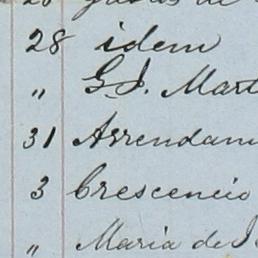 28 idem
" G. J. Mart
31 Arrendam
3 Crescencio
" Maria de J